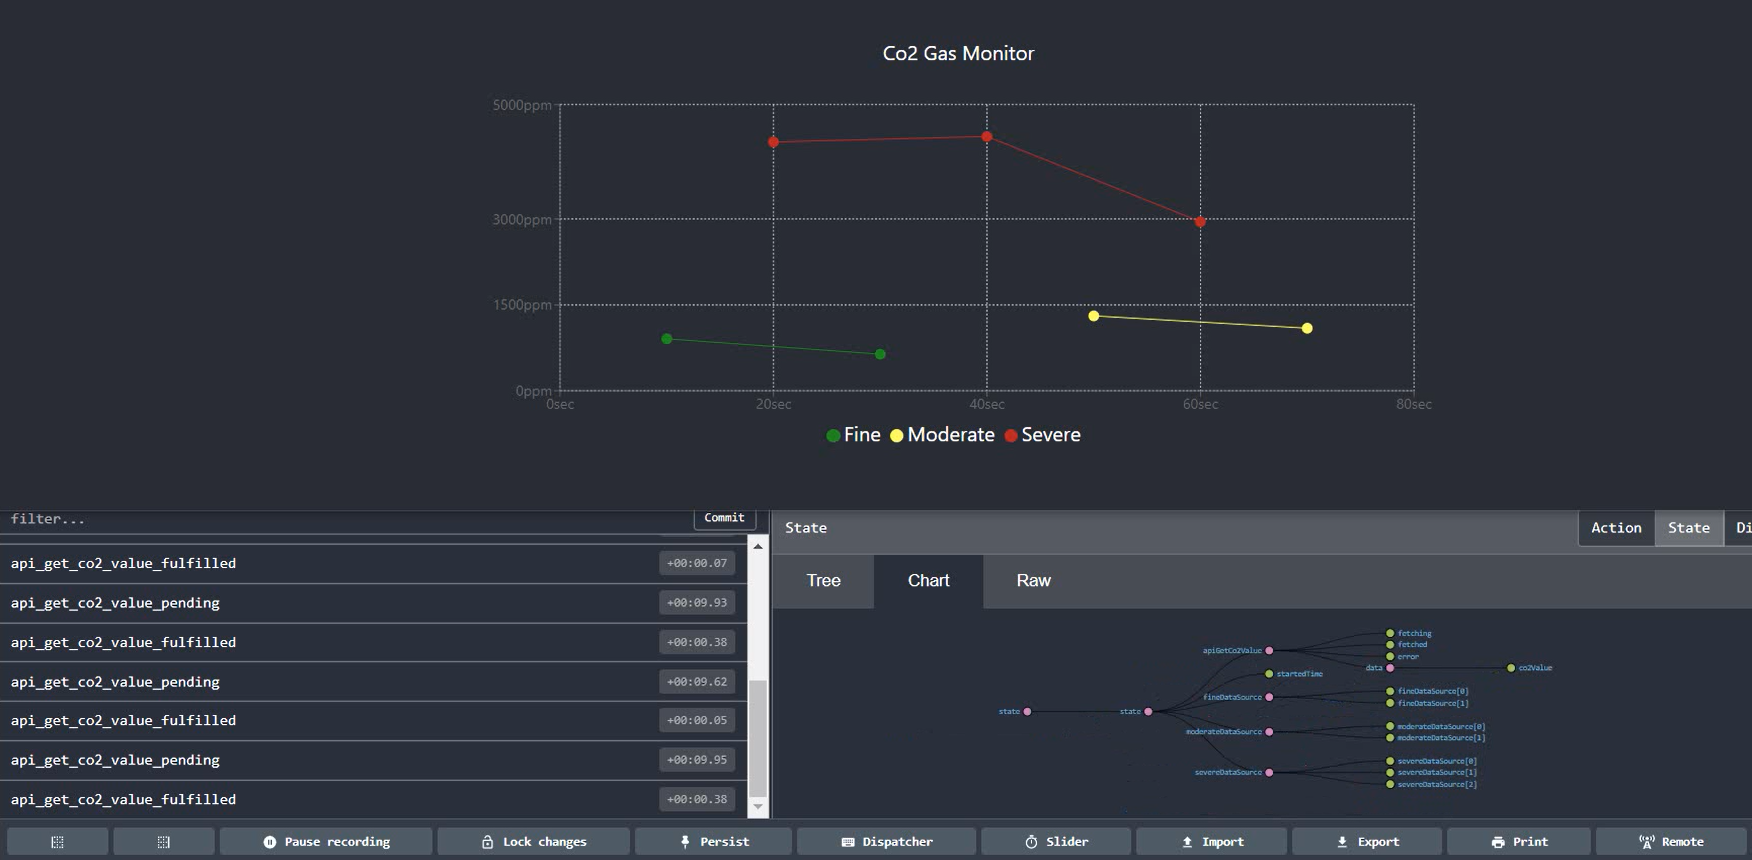 Co2 Gas Monitor
5000ppm
3000ppm
1500ppm
0ppm
0sec 20sec 40sec 60sec 80sec
Fine Moderate Severe
filter... Commit
api_get_co2_value_fulfilled +00:00.07
api_get_co2_value_pending +00:09.93
api_get_co2_value_fulfilled +00:00.38
api_get_co2_value_pending +00:09.62
api_get_co2_value_fulfilled +00:00.05
api_get_co2_value_pending +00:09.95
api_get_co2_value_fulfilled +00:00.38
State Action State Di
Tree Chart Raw
fetching
fetched
apiGetCo2Value
error
data co2Value
startedTime
fineDataSource[0]
fineDataSource
fineDataSource[1]
state state
moderateDataSource[0]
moderateDataSource
moderateDataSource[1]
severeDataSource[0]
severeDataSource severeDataSource[1]
severeDataSource[2]
Pause recording Lock changes Persist Dispatcher Slider Import Export Print Remote